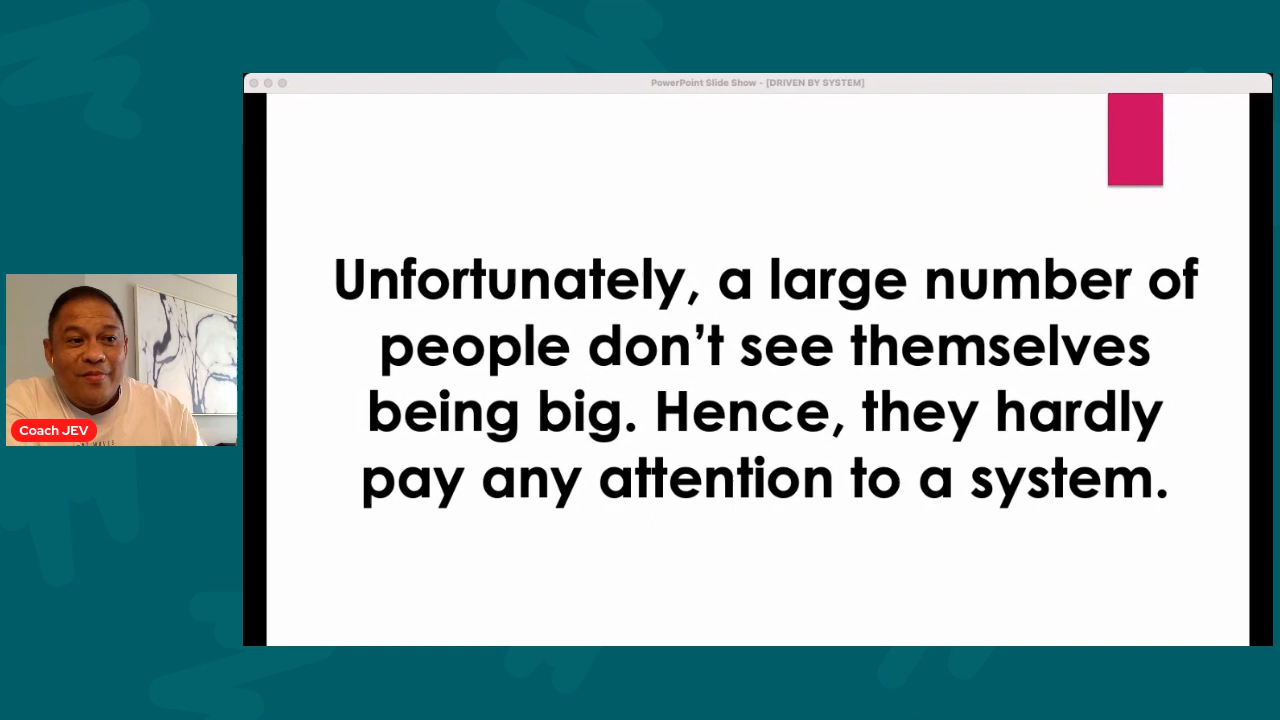 PowerPoint Slide Show - [DRIVEN BY SYSTEM]
Unfortunately, a large number of
people don’t see themselves
being big. Hence, they hardly
pay any attention to a system.
Coach JEV